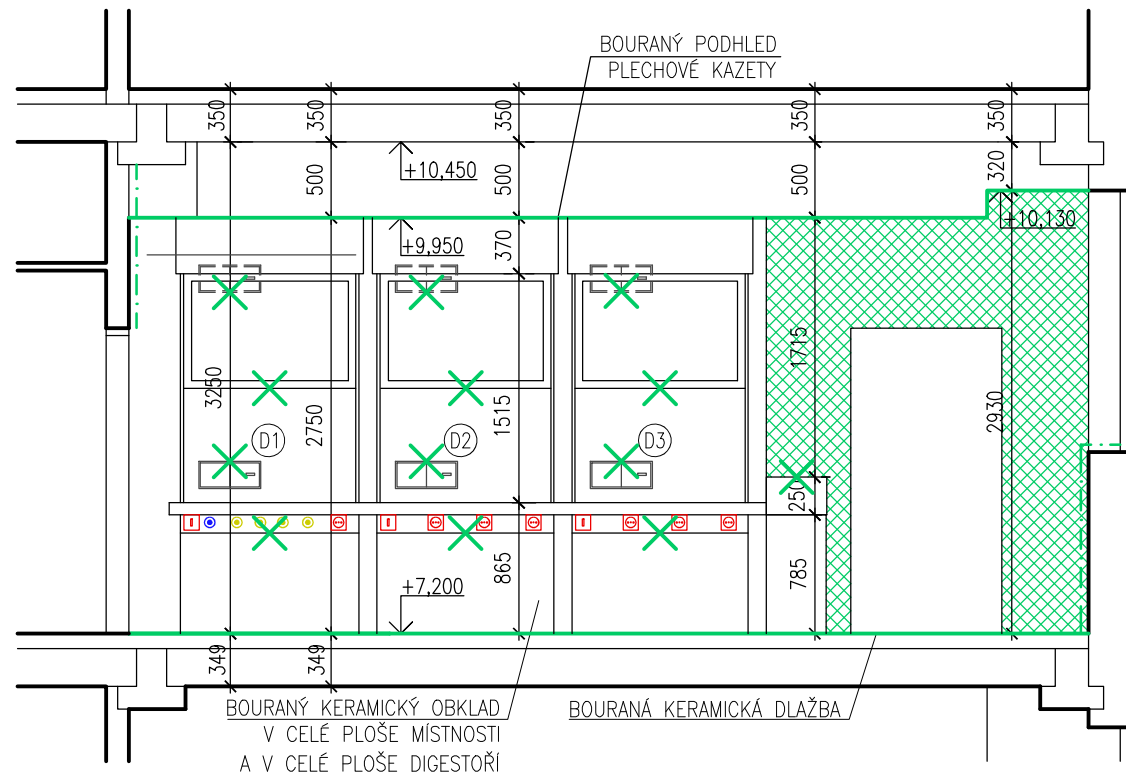 BOURANÝ PODHLED
PLECHOVÉ KAZETY
350
350
350
350
350
+10,450
500
500
500
320
+10,130
+9,950
370
1715
3250
2750
1515
2930
D1
D2
D3
250
865
785
+7,200
349
349
BOURANÝ KERAMICKÝ OBKLAD
V CELÉ PLOŠE MÍSTNOSTI
A V CELÉ PLOŠE DIGESTOŘÍ
BOURANÁ KERAMICKÁ DLAŽBA